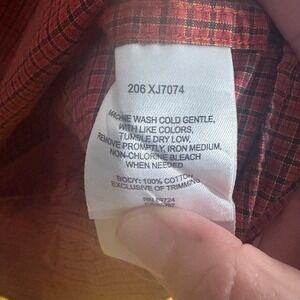 206 XJ7074
MACHINE WASH COLD GENTLE,
WITH LIKE COLORS,
TUMBLE DRY LOW,
REMOVE PROMPTLY, IRON MEDIUM,
NON-CHLORINE BLEACH
WHEN NEEDED
BODY: 100% COTTON
EXCLUSIVE OF TRIMMING